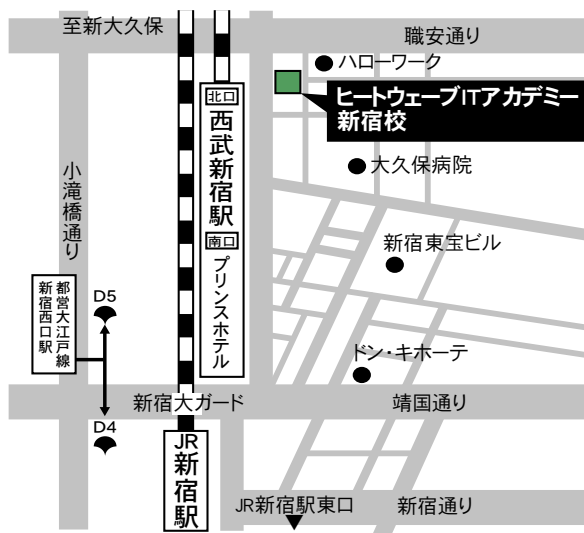 至新大久保
職安通り
ハローワーク
ヒートウェーブITアカデミー
新宿校
北口
西武新宿駅
南口
プリンスホテル
大久保病院
小滝橋通り
新宿東宝ビル
都営大江戸線
新宿西口駅
D5
D4
ドン・キホーテ
新宿大ガード
靖国通り
JR新宿駅
JR新宿駅東口
新宿通り